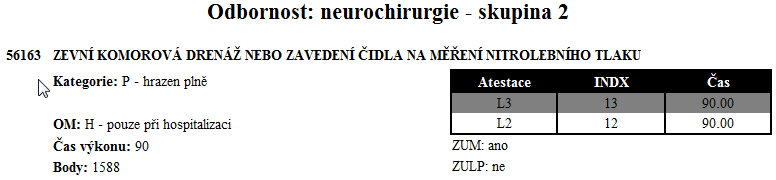 Odbornost: neurochirurgie - skupina 2
56163 ZEVNÍ KOMOROVÁ DRENÁŽ NEBO ZAVEDENÍ ČIDLA NA MĚŘENÍ NITROLEBNÍHO TLAKU
Kategorie: P - hrazen plně
OM: H - pouze při hospitalizaci
Čas výkonu: 90
Body: 1588
Atestace INDX Čas
L3 13 90.00
L2 12 90.00
ZUM: ano
ZULP: ne